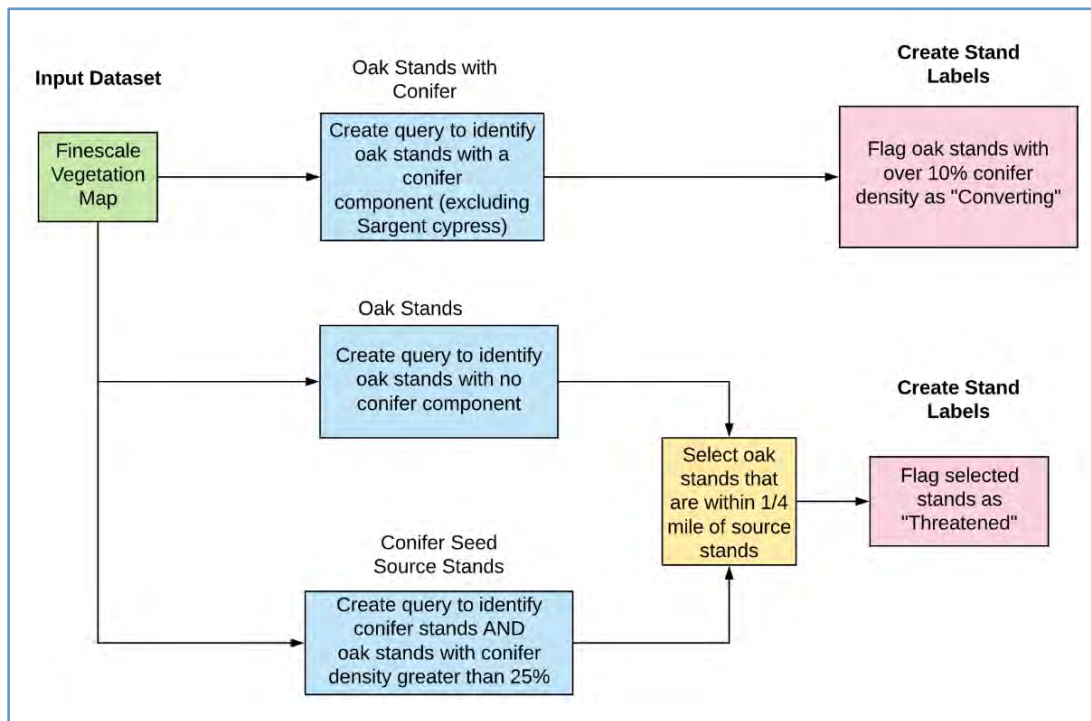 Input Dataset
Oak Stands with
Conifer
Create Stand
Labels
Finescale
Vegetation
Map
Create query to identify
oak stands with a
conifer
component (excluding
Sargent cypress)
Flag oak stands with
over 10% conifer
density as "Converting"
Oak Stands
Create query to identify
oak stands with no
conifer component
Create Stand
Labels
Select oak
stands that
are within 1/4
mile of source
stands
Flag selected
stands as
"Threatened"
Conifer Seed
Source Stands
Create query to identify
conifer stands AND
oak stands with conifer
density greater than 25%